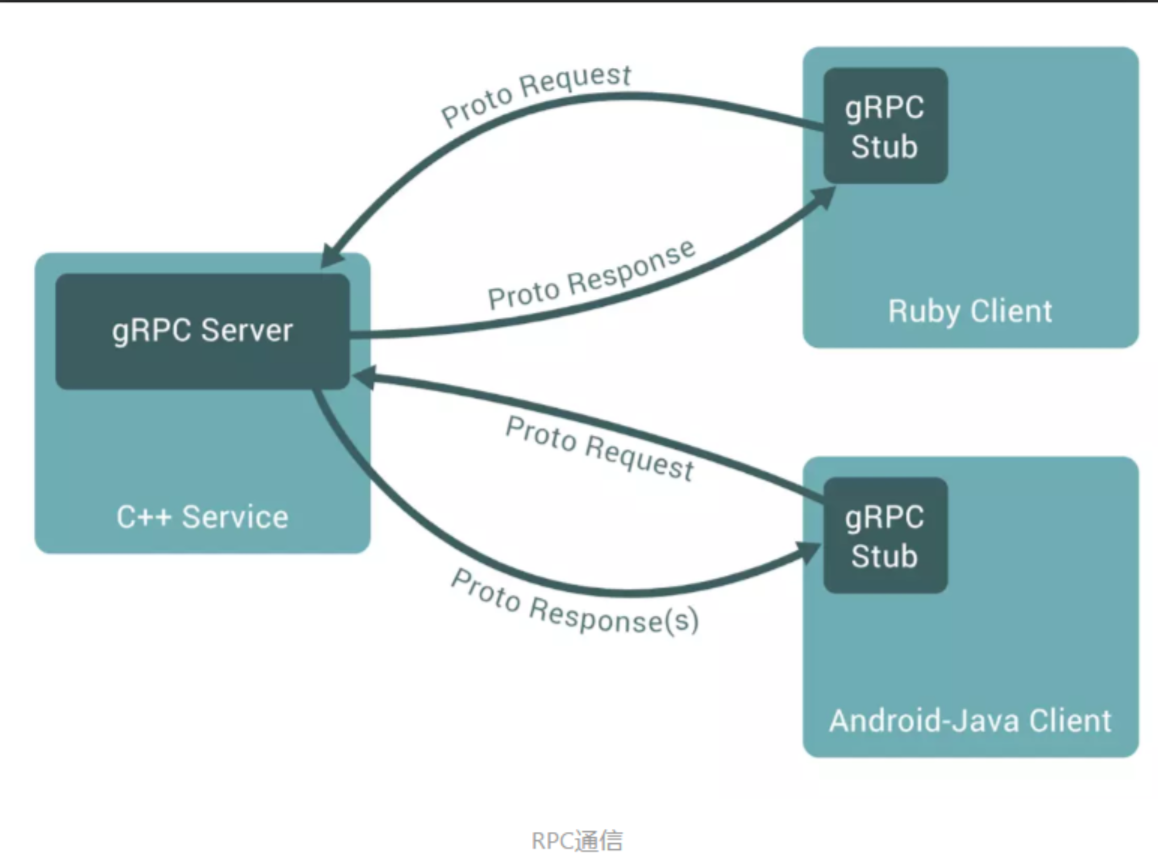 Proto Request
gRPC
Stub
Proto Response
Ruby Client
gRPC Server
C++ Service
Proto Request
gRPC
Stub
Proto Response(s)
Android-Java Client
RPC通信